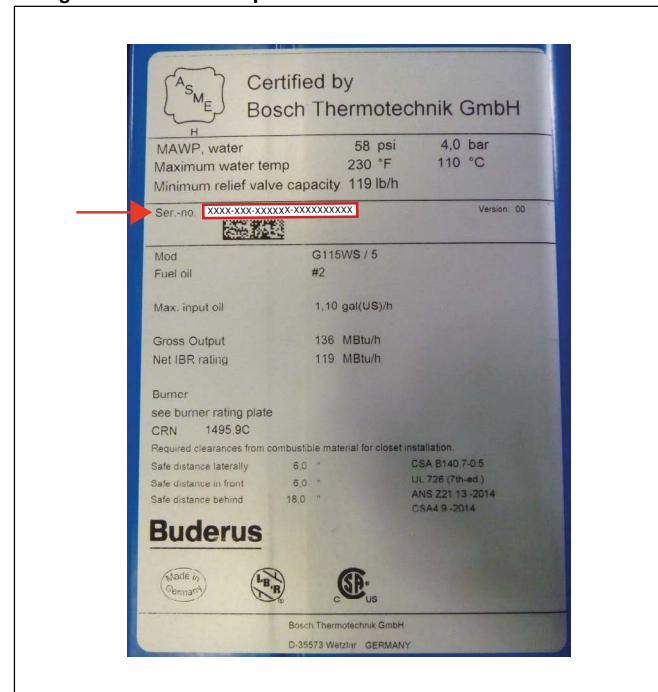 ASME
H
Certified by
Bosch Thermotechnik GmbH
MAWP, water 58 psi 4,0 bar
Maximum water temp 230 °F 110 °C
Minimum relief valve capacity 119 lb/h
Ser.-no. XXXX-XXX-XXXXXX-XXXXXXXXXX Version: 00
Mod G115WS / 5
Fuel oil #2
Max. input oil 1,10 gal(US)/h
Gross Output 136 MBtu/h
Net IBR rating 119 MBtu/h
Burner
see burner rating plate
CRN 1495.9C
Required clearances from combustible material for closet installation.
Safe distance laterally 6,0 " CSA B140.7-0.5
Safe distance in front 6,0 " UL 726 (7th-ed.)
Safe distance behind 18,0 " ANS Z21.13-2014
CSA4.9-2014
Buderus
Made in Germany
I=B=R ®
CSA ® C US
Bosch Thermotechnik GmbH
D-35573 Wetzlar GERMANY